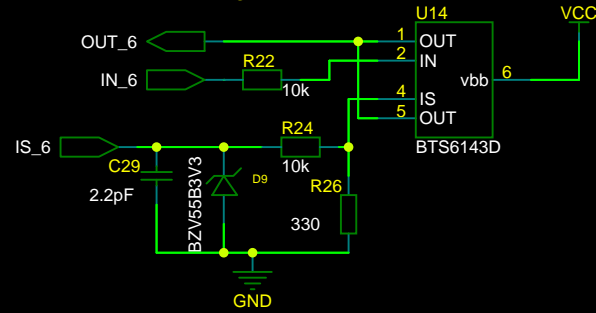 U14
VCC
OUT_6
1
OUT
R22
2
IN
IN_6
10k
vbb
6
4
IS
5
OUT
R24
BTS6143D
IS_6
C29
10k
D9
BZV55B3V3
R26
2.2pF
330
GND